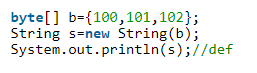 byte[] b={100,101,102};
String s=new String(b);
System.out.println(s);//def